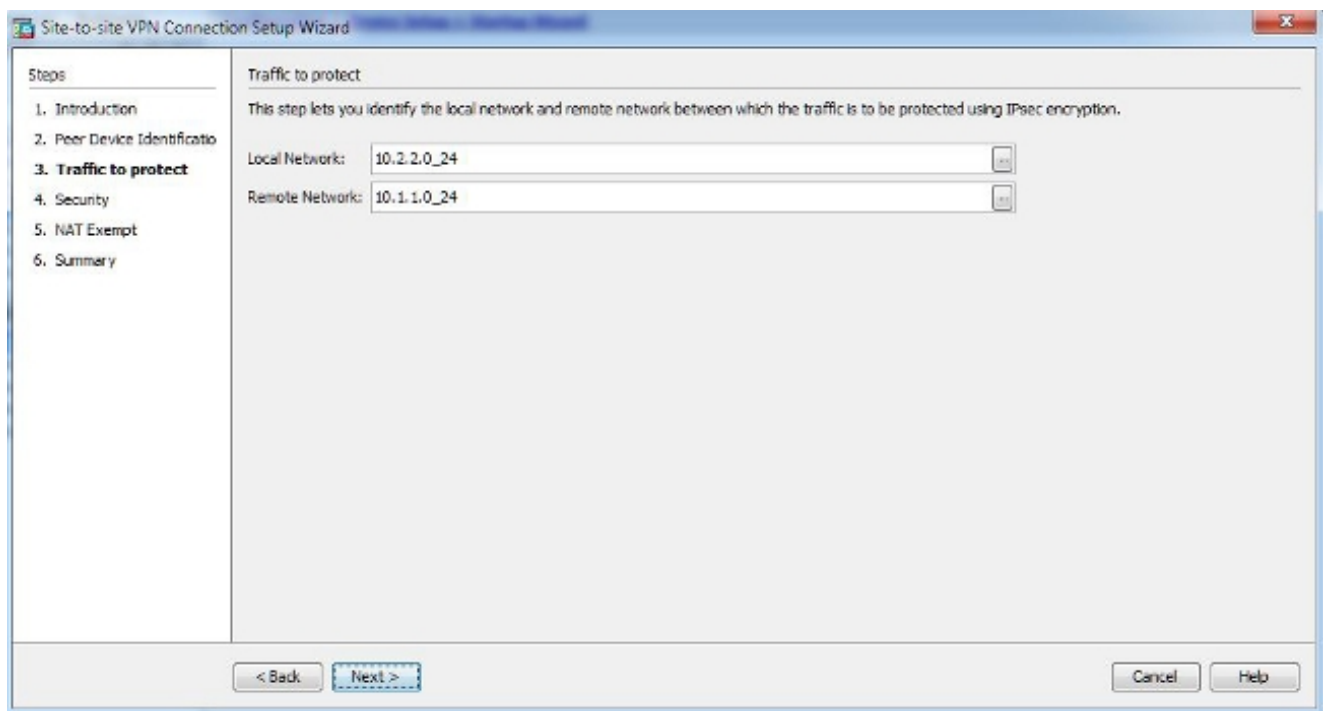 Site-to-site VPN Connection Setup Wizard
Steps
1. Introduction
2. Peer Device Identificatio
3. Traffic to protect
4. Security
5. NAT Exempt
6. Summary
Traffic to protect
This step lets you identify the local network and remote network between which the traffic is to be protected using IPsec encryption.
Local Network: 10.2.2.0_24
Remote Network: 10.1.1.0_24
< Back Next > Cancel Help